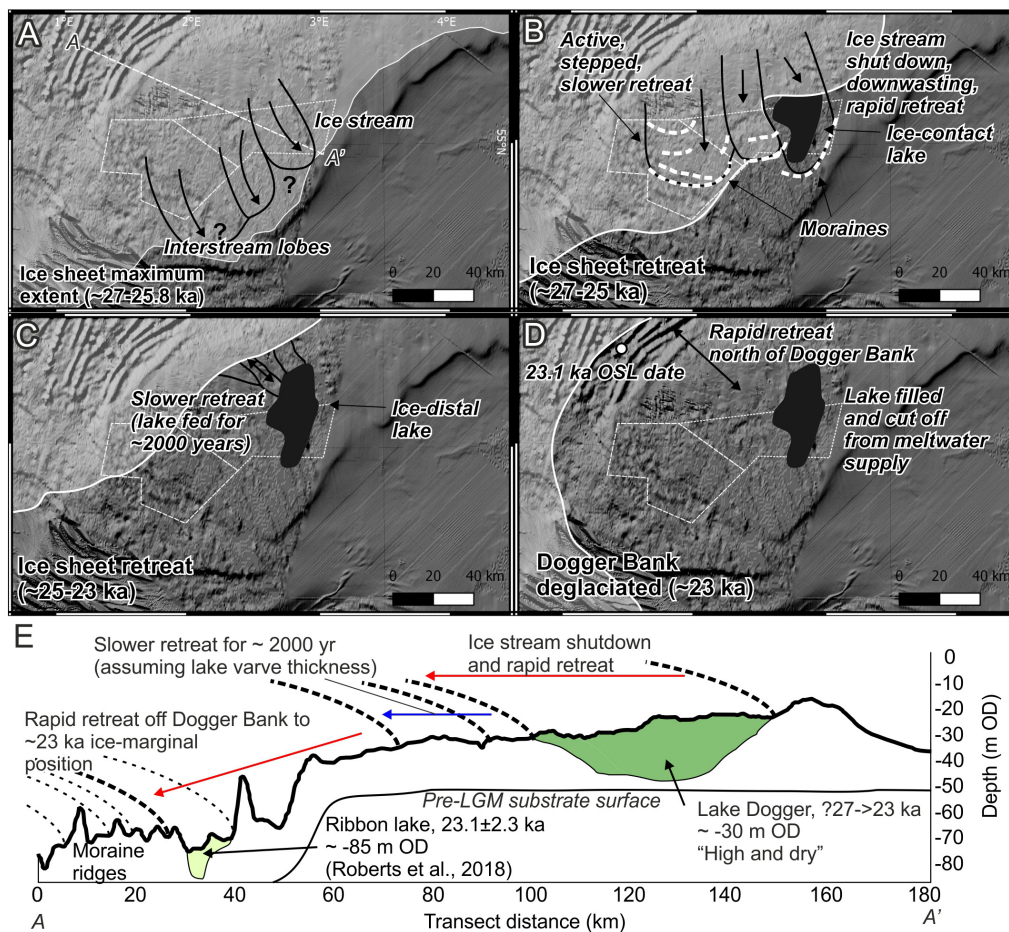 A
1°E
2°E
3°E
4°E
A
Ice stream
A'
55°N
?
?
Interstream lobes
Ice sheet maximum
extent (~27-25.8 ka)
0 20 40 km
B
Active,
stepped,
slower retreat
Ice stream
shut down,
downwasting,
rapid retreat
Ice-contact
lake
Moraines
Ice sheet retreat
(~27-25 ka)
0 20 40 km
C
Slower retreat
(lake fed for
~2000 years)
Ice-distal
lake
Ice sheet retreat
(~25-23 ka)
0 20 40 km
D
Rapid retreat
north of Dogger Bank
23.1 ka OSL date
Lake filled
and cut off
from meltwater
supply
Dogger Bank
deglaciated (~23 ka)
0 20 40 km
E
Slower retreat for ~ 2000 yr
(assuming lake varve thickness)
Ice stream shutdown
and rapid retreat
Rapid retreat off Dogger Bank to
~23 ka ice-marginal
position
Pre-LGM substrate surface
Ribbon lake, 23.1±2.3 ka
~ -85 m OD
(Roberts et al., 2018)
Lake Dogger, ?27->23 ka
~ -30 m OD
"High and dry"
Moraine
ridges
0
-10
-20
-30
-40
-50
-60
-70
-80
Depth (m OD)
0 20 40 60 80 100 120 140 160 180
A
Transect distance (km)
A'